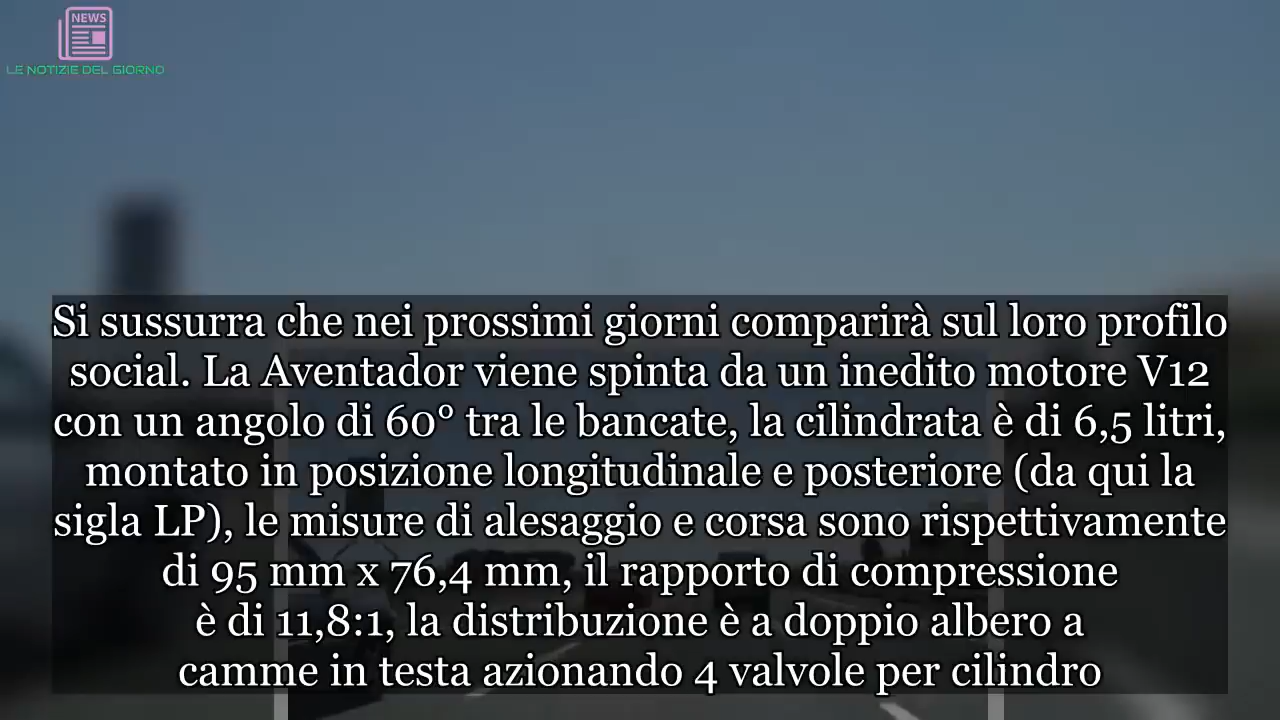 NEWS
LE NOTIZIE DEL GIORNO
Si sussurra che nei prossimi giorni comparirà sul loro profilo
social. La Aventador viene spinta da un inedito motore V12
con un angolo di 60° tra le bancate, la cilindrata è di 6,5 litri,
montato in posizione longitudinale e posteriore (da qui la
sigla LP), le misure di alesaggio e corsa sono rispettivamente
di 95 mm x 76,4 mm, il rapporto di compressione
è di 11,8:1, la distribuzione è a doppio albero a
camme in testa azionando 4 valvole per cilindro